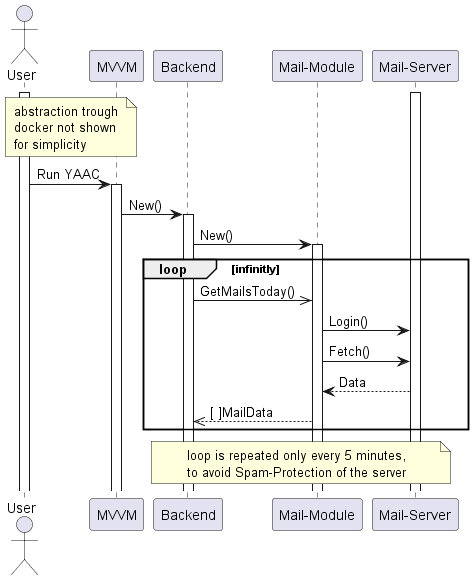 User
MVVM
Backend
Mail-Module
Mail-Server
abstraction trough
docker not shown
for simplicity
Run YAAC
New()
New()
loop
[infinitly]
GetMailsToday()
Login()
Fetch()
Data
[ ]MailData
loop is repeated only every 5 minutes,
to avoid Spam-Protection of the server
User
MVVM
Backend
Mail-Module
Mail-Server